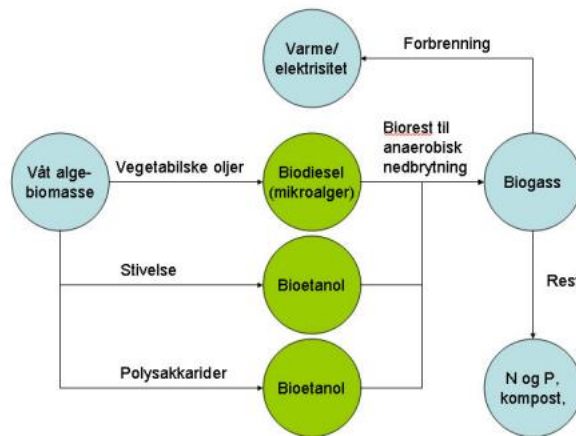 Varme/
elektrisitet
Forbrenning
Biorest til
anaerobisk
nedbrytning
Våt alge-
biomasse
Vegetabilske oljer
Biodiesel
(mikroalger)
Biogass
Stivelse
Bioetanol
Rest
Polysakkarider
Bioetanol
N og P,
kompost,